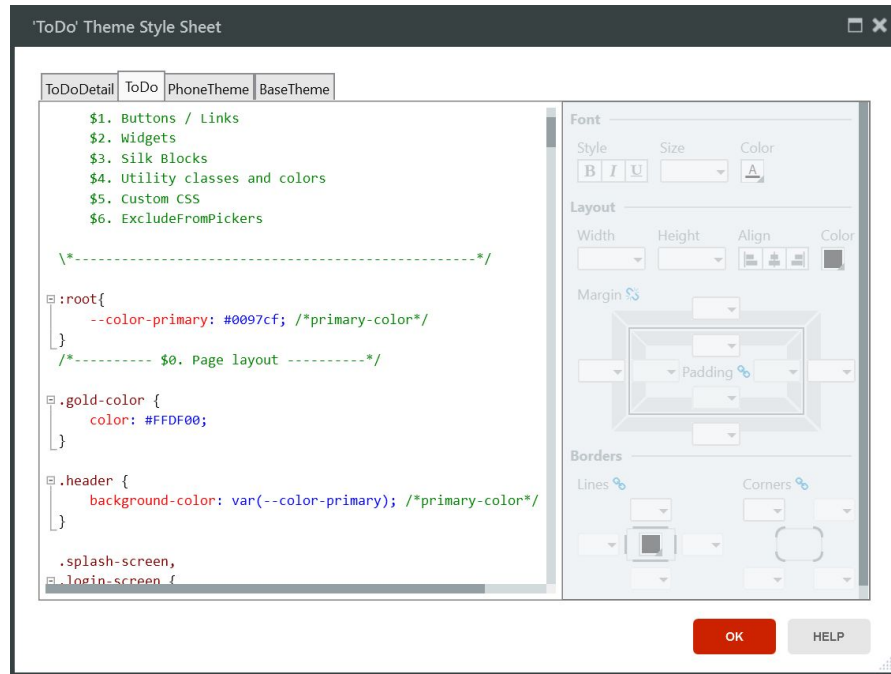 'ToDo' Theme Style Sheet
ToDoDetail ToDo PhoneTheme BaseTheme
$1. Buttons / Links
$2. Widgets
$3. Silk Blocks
$4. Utility classes and colors
$5. Custom CSS
$6. ExcludeFromPickers
\*---------------------------------------------------*/
:root{
--color-primary: #0097cf; /*primary-color*/
}
/*---------- $0. Page layout ----------*/
.gold-color {
color: #FFDF00;
}
.header {
background-color: var(--color-primary); /*primary-color*/
}
.splash-screen,
.login-screen {
Font
Style Size Color
B I U A
Layout
Width Height Align Color
Margin
Padding
Borders
Lines Corners
OK HELP